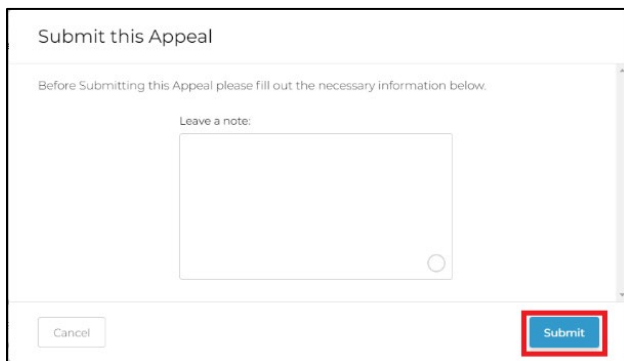 Submit this Appeal
Before Submitting this Appeal please fill out the necessary information below.
Leave a note:
Cancel
Submit